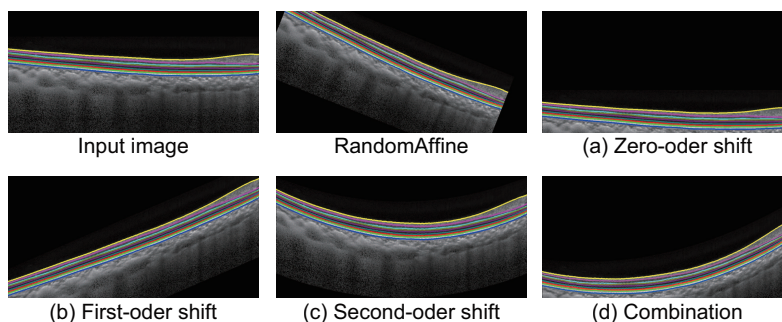 Input image
RandomAffine
(a) Zero-oder shift
(b) First-oder shift
(c) Second-oder shift
(d) Combination